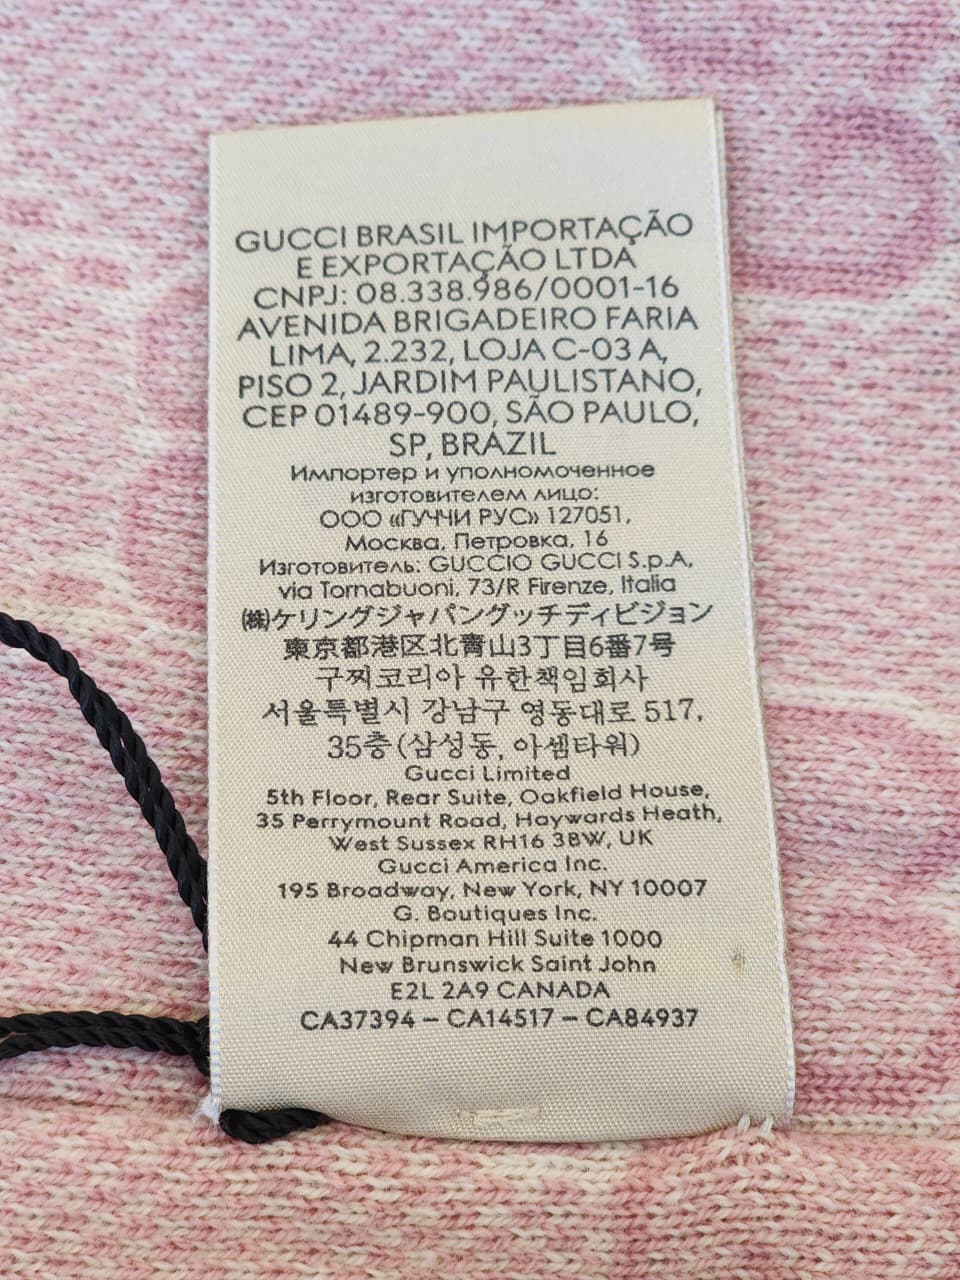 GUCCI BRASIL IMPORTAÇÃO
E EXPORTAÇÃO LTDA
CNPJ: 08.338.986/0001-16
AVENIDA BRIGADEIRO FARIA
LIMA, 2.232, LOJA C-03 A,
PISO 2, JARDIM PAULISTANO,
CEP 01489-900, SÃO PAULO,
SP, BRAZIL
Импортер и уполномоченное
изготовителем лицо:
ООО «ГУЧЧИ РУС» 127051,
Москва, Петровка, 16
Изготовитель: GUCCIO GUCCI S.p.A,
via Tornabuoni, 73/R Firenze, Italia
㈱ケリングジャパングッチディビジョン
東京都港区北青山3丁目6番7号
구찌코리아 유한책임회사
서울특별시 강남구 영동대로 517,
35층 (삼성동, 아셈타워)
Gucci Limited
5th Floor, Rear Suite, Oakfield House,
35 Perrymount Road, Haywards Heath,
West Sussex RH16 3BW, UK
Gucci America Inc.
195 Broadway, New York, NY 10007
G. Boutiques Inc.
44 Chipman Hill Suite 1000
New Brunswick Saint John
E2L 2A9 CANADA
CA37394 – CA14517 – CA84937